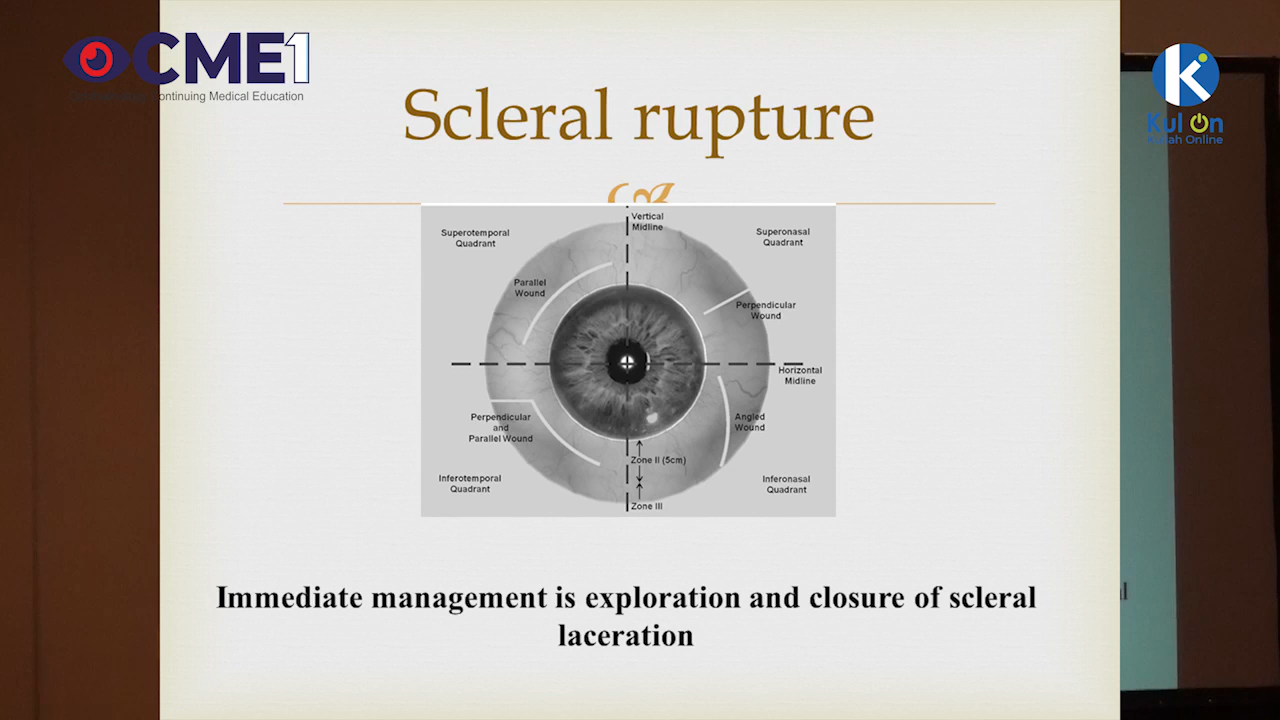 CME1
Continuing Medical Education
Kul On
Kuliah Online
Scleral rupture
Vertical
Midline
Superotemporal
Quadrant
Superonasal
Quadrant
Parallel
Wound
Perpendicular
Wound
Horizontal
Midline
Perpendicular
and
Parallel Wound
Angled
Wound
Zone II (5cm)
Inferotemporal
Quadrant
Inferonasal
Quadrant
Zone III
Immediate management is exploration and closure of scleral
laceration